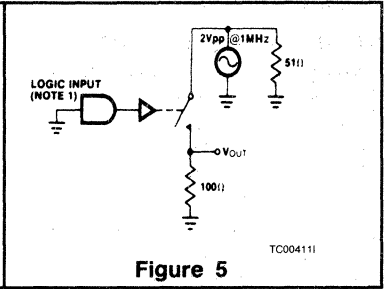 2Vpp @1MHz
51Ω
LOGIC INPUT
(NOTE 1)
VOUT
100Ω
TC00411I
Figure 5